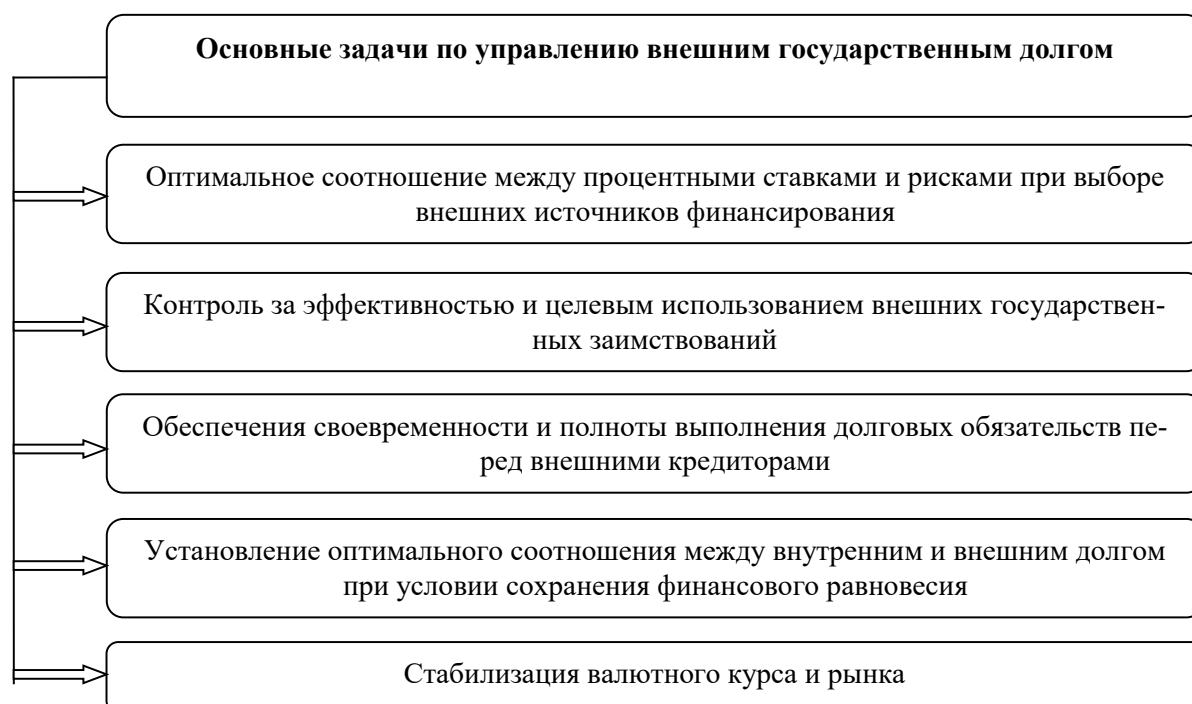 Основные задачи по управлению внешним государственным долгом
Оптимальное соотношение между процентными ставками и рисками при выборе
внешних источников финансирования
Контроль за эффективностью и целевым использованием внешних государствен-
ных заимствований
Обеспечения своевременности и полноты выполнения долговых обязательств пе-
ред внешними кредиторами
Установление оптимального соотношения между внутренним и внешним долгом
при условии сохранения финансового равновесия
Стабилизация валютного курса и рынка